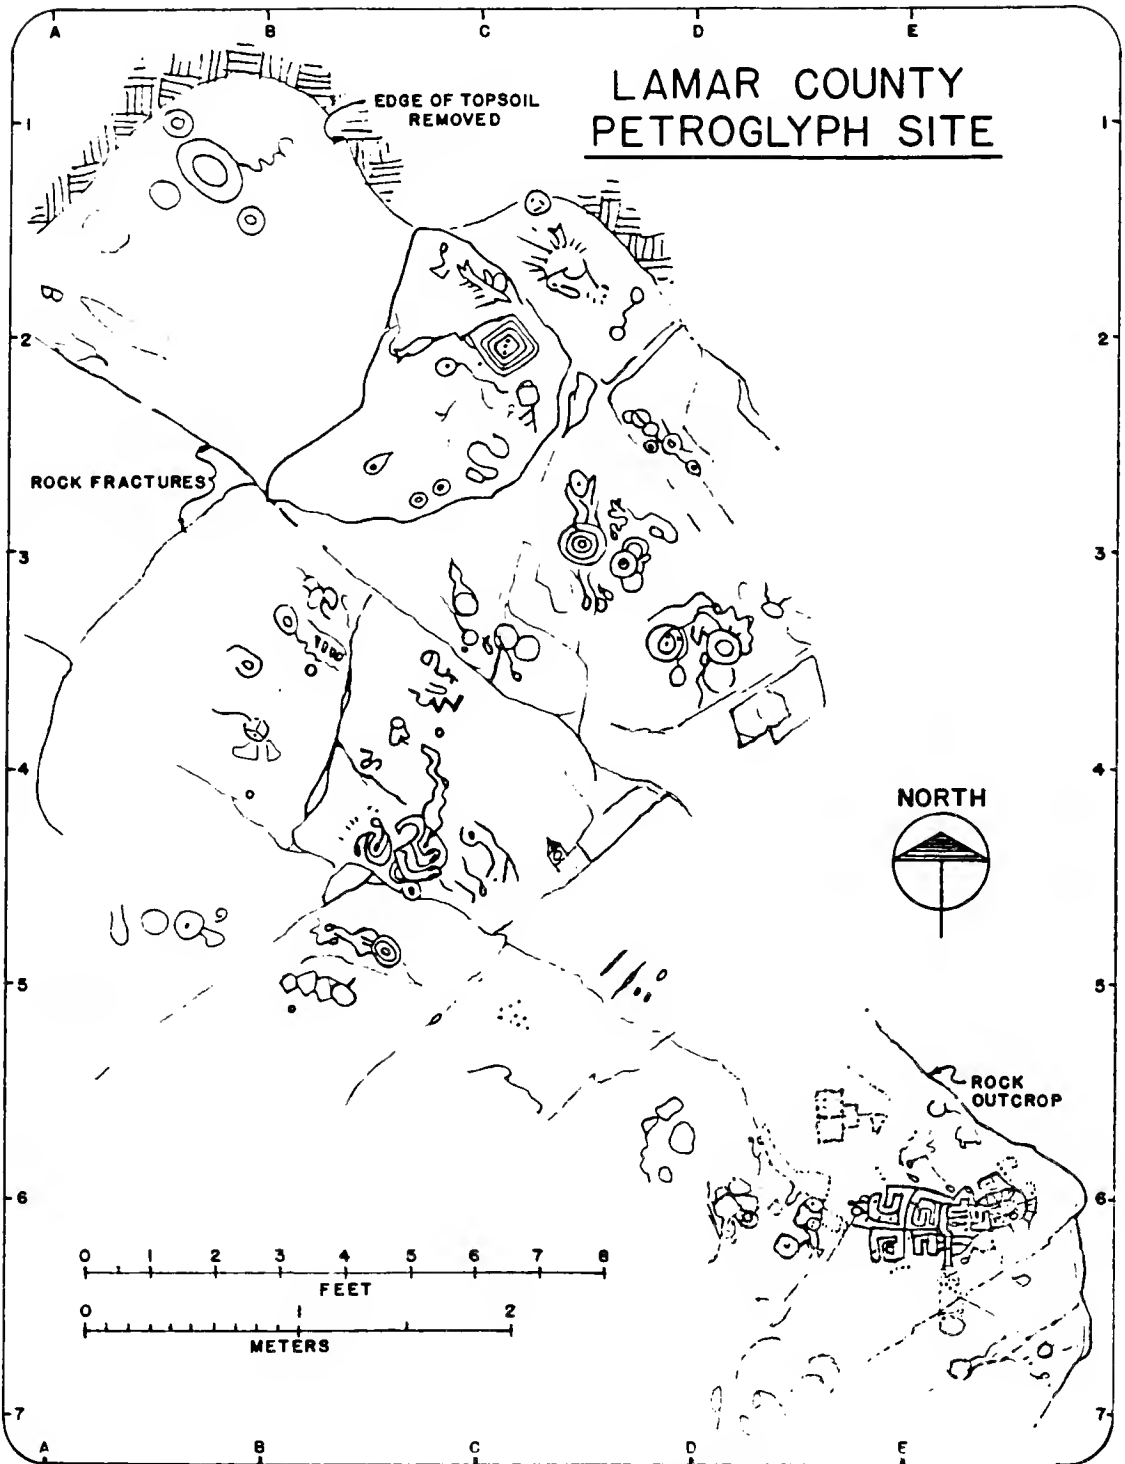 A B C D E
LAMAR COUNTY
PETROGLYPH SITE
EDGE OF TOPSOIL
REMOVED
1 1
B
2 2
ROCK FRACTURES
3 3
4 4
NORTH
5 5
ROCK
OUTCROP
6 6
0 1 2 3 4 5 6 7 8
FEET
0 1 2
METERS
7 7
A B C D E